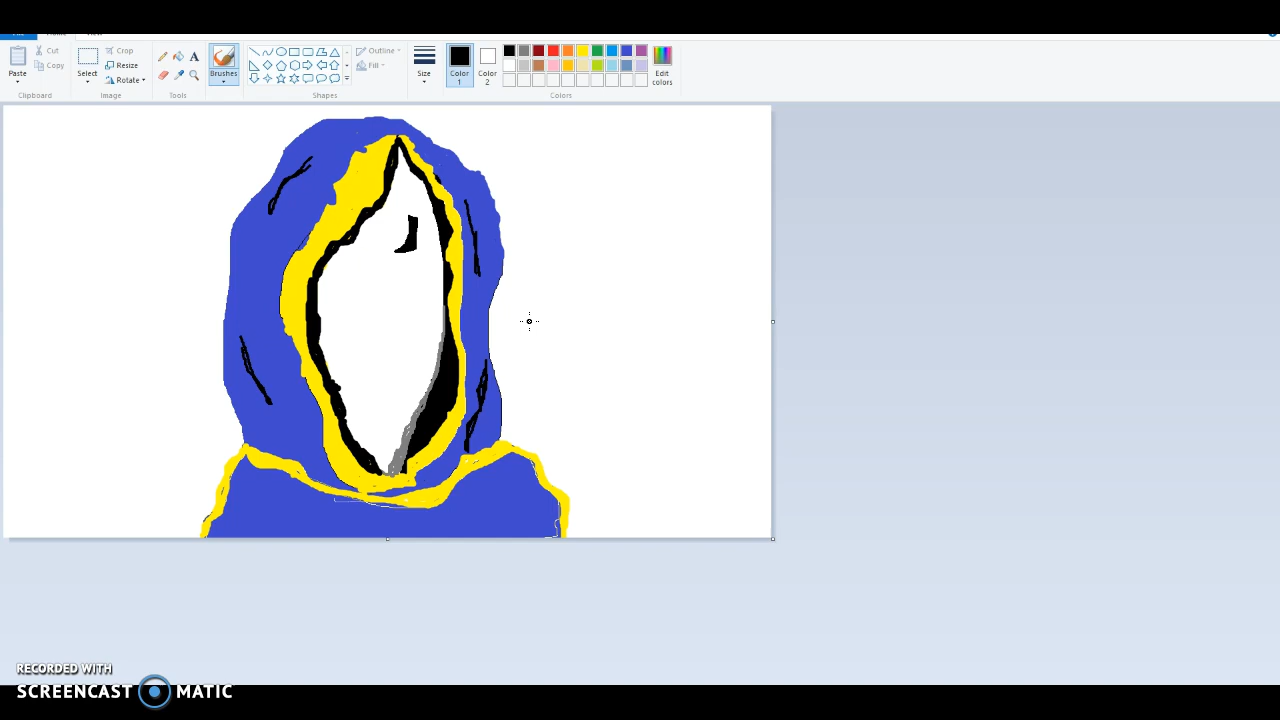 Cut
Copy
Paste
Clipboard
Select
Crop
Resize
Rotate
Image
A
Tools
Brushes
Outline
Fill
Shapes
Size
Color
1
Color
2
Edit
colors
Colors
RECORDED WITH
SCREENCAST MATIC